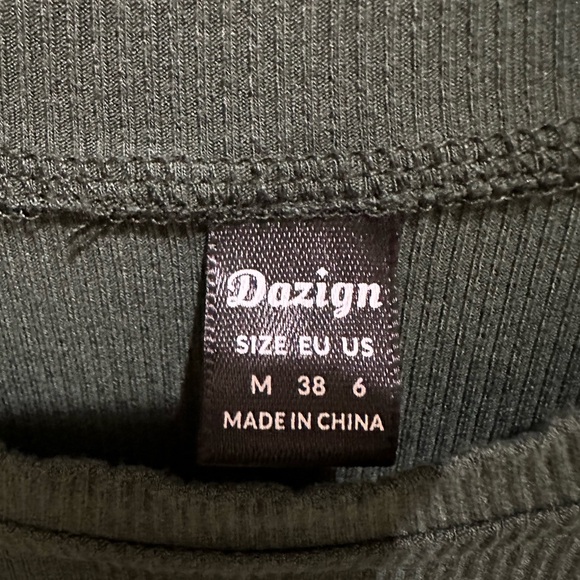 Dazign
SIZE EU US
M 38 6
MADE IN CHINA